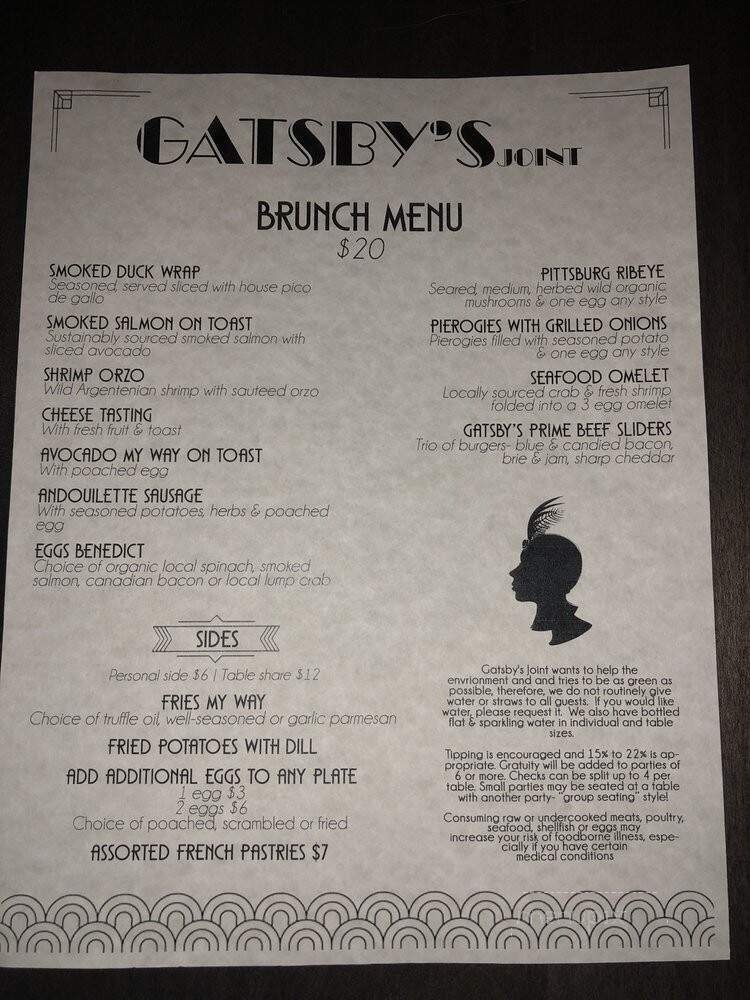 GATSBY'S JOINT
BRUNCH MENU
$20
SMOKED DUCK WRAP
Seasoned, served sliced with house pico
de gallo
SMOKED SALMON ON TOAST
Sustainably sourced smoked salmon with
sliced avocado
SHRIMP ORZO
Wild Argentenian shrimp with sauteed orzo
CHEESE TASTING
With fresh fruit & toast
AVOCADO MY WAY ON TOAST
With poached egg
ANDOUILETTE SAUSAGE
With seasoned potatoes, herbs & poached
egg
EGGS BENEDICT
Choice of organic local spinach, smoked
salmon, canadian bacon or local lump crab
PITTSBURG RIBEYE
Seared, medium, herbed wild organic
mushrooms & one egg any style
PIEROGIES WITH GRILLED ONIONS
Pierogies filled with seasoned potato
& one egg any style
SEAFOOD OMELET
Locally sourced crab & fresh shrimp
folded into a 3 egg omelet
GATSBY'S PRIME BEEF SLIDERS
Trio of burgers- blue & candied bacon,
brie & jam, sharp cheddar
SIDES
Personal side $6 | Table share $12
FRIES MY WAY
Choice of truffle oil, well-seasoned or garlic parmesan
FRIED POTATOES WITH DILL
ADD ADDITIONAL EGGS TO ANY PLATE
1 egg $3
2 eggs $6
Choice of poached, scrambled or fried
ASSORTED FRENCH PASTRIES $7
Gatsby's Joint wants to help the
envrionment and and tries to be as green as
possible, therefore, we do not routinely give
water or straws to all guests. If you would like
water, please request it. We also have bottled
flat & sparkling water in individual and table
sizes.
Tipping is encouraged and 15% to 22% is ap-
propriate. Gratuity will be added to parties of
6 or more. Checks can be split up to 4 per
table. Small parties may be seated at a table
with another party- "group seating" style!
Consuming raw or undercooked meats, poultry,
seafood, shellfish or eggs may
increase your risk of foodborne illness, espe-
cially if you have certain
medical conditions